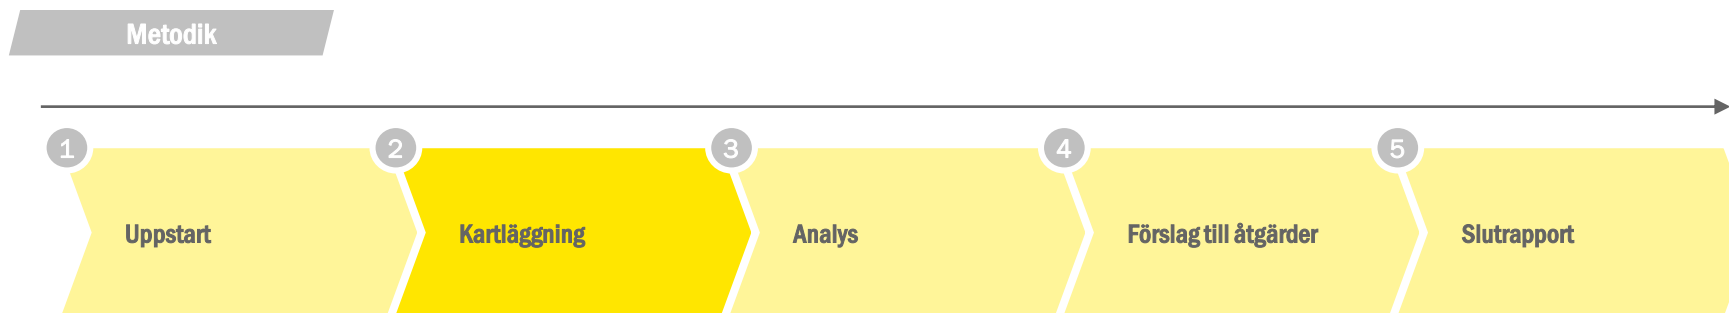 Metodik
1 2 3 4 5
Uppstart Kartläggning Analys Förslag till åtgärder Slutrapport